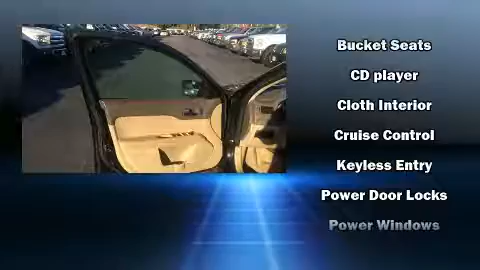 Bucket Seats
CD player
Cloth Interior
Cruise Control
Keyless Entry
Power Door Locks
Power Windows